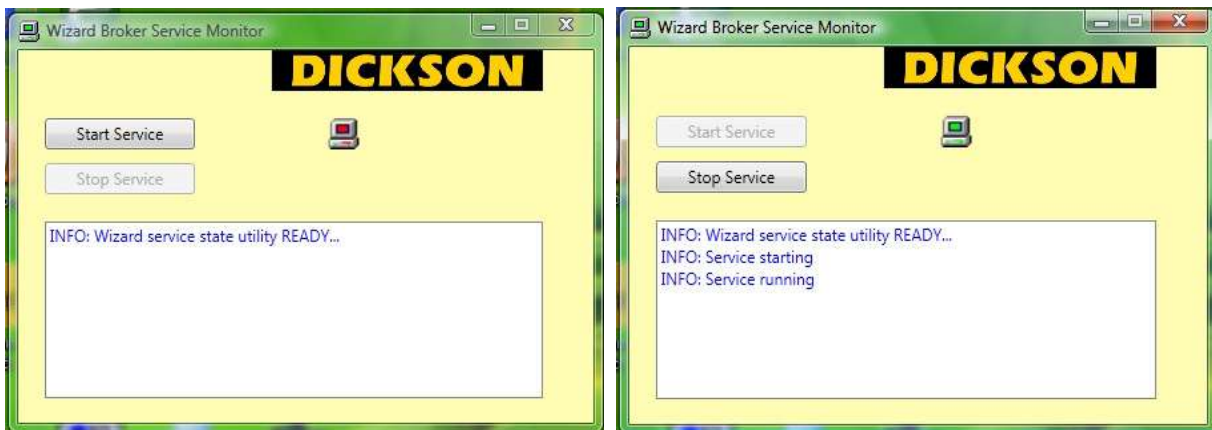 Wizard Broker Service Monitor
DICKSON
Start Service
Stop Service
INFO: Wizard service state utility READY...
Wizard Broker Service Monitor
DICKSON
Start Service
Stop Service
INFO: Wizard service state utility READY...
INFO: Service starting
INFO: Service running